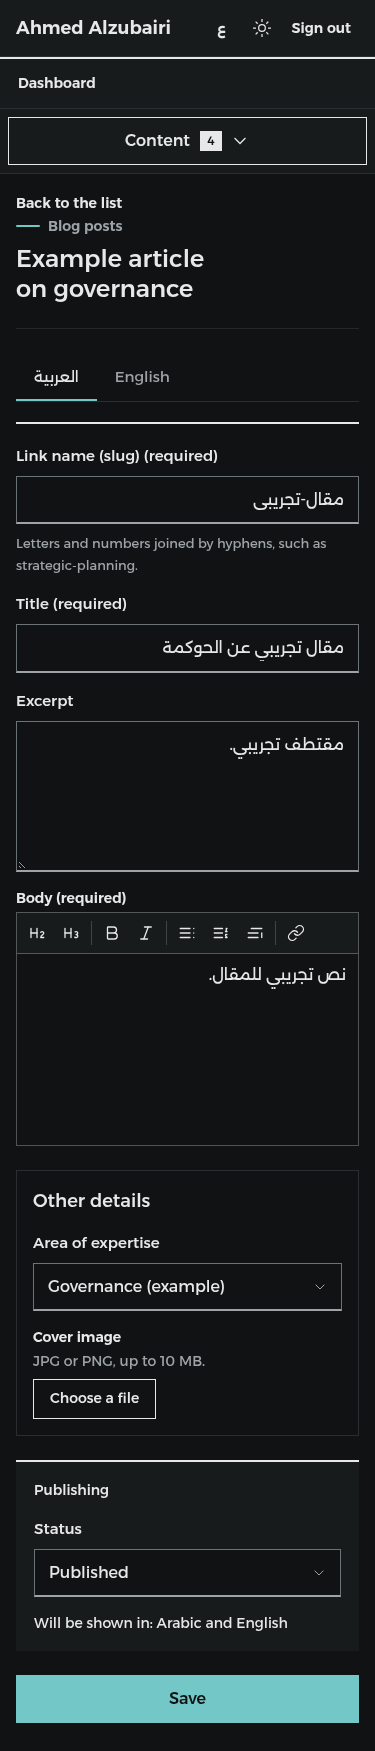 Ahmed Alzubairi
ع
Sign out
Dashboard
Content 4
Back to the list
Blog posts
Example article
on governance
العربية
English
Link name (slug) (required)
مقال-تجريبي
Letters and numbers joined by hyphens, such as
strategic-planning.
Title (required)
مقال تجريبي عن الحوكمة
Excerpt
مقتطف تجريبي.
Body (required)
H2 H3 B I
نص تجريبي للمقال.
Other details
Area of expertise
Governance (example)
Cover image
JPG or PNG, up to 10 MB.
Choose a file
Publishing
Status
Published
Will be shown in: Arabic and English
Save